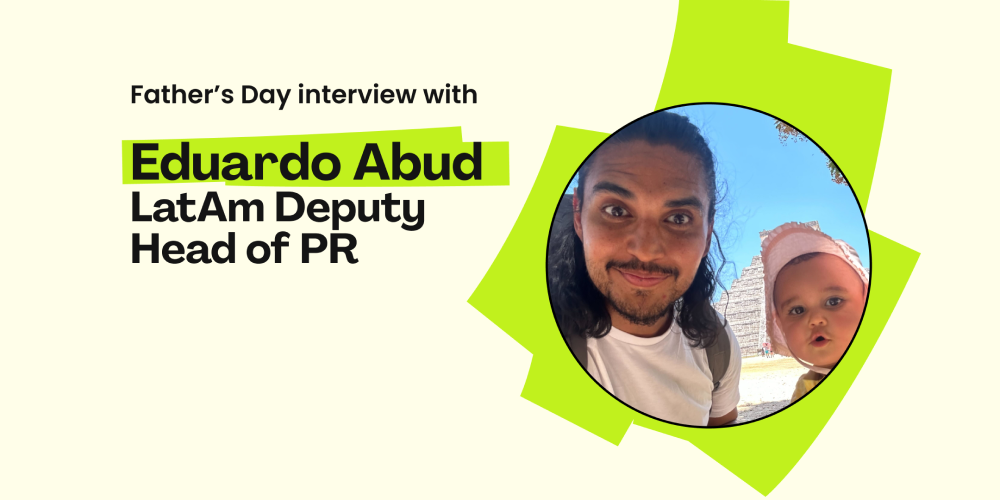 Father’s Day interview with
Eduardo Abud
LatAm Deputy
Head of PR